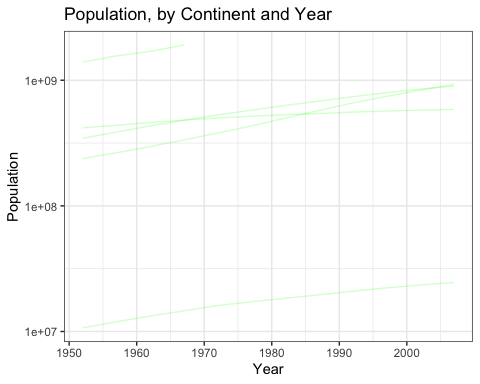 Population, by Continent and Year
1e+09
1e+08
1e+07
Population
1950
1960
1970
1980
1990
2000
Year